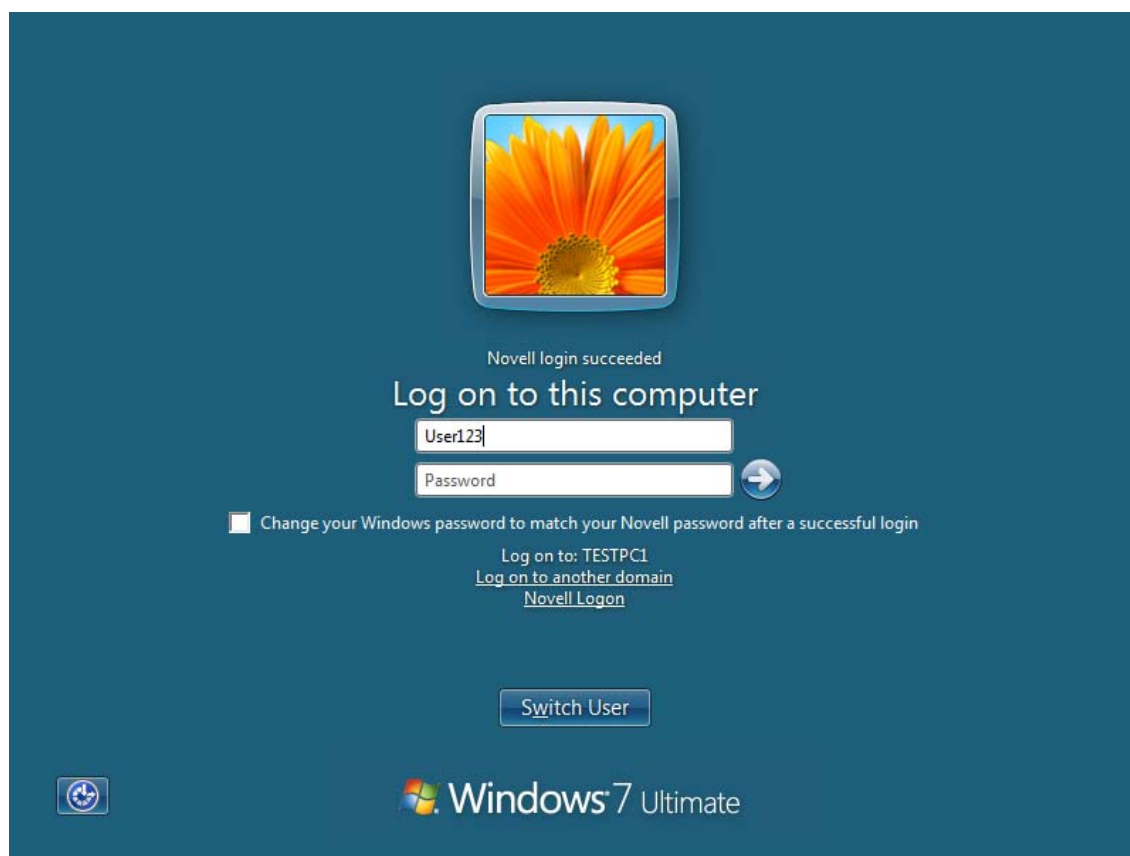 Novell login succeeded
Log on to this computer
User123
Password
Change your Windows password to match your Novell password after a successful login
Log on to: TESTPC1
Log on to another domain
Novell Logon
Switch User
Windows 7 Ultimate